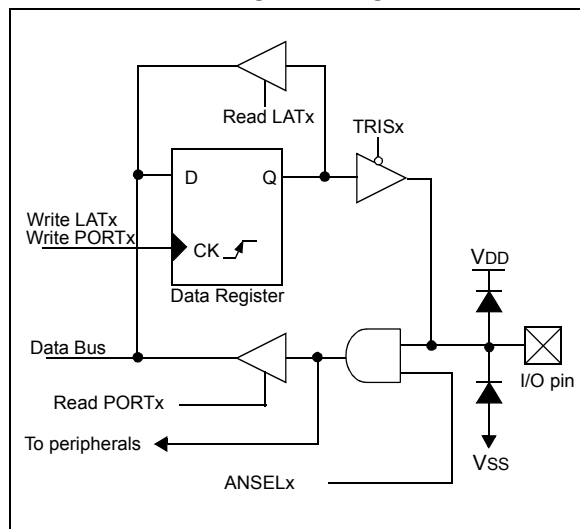 Read LATx
TRISx
D
Q
Write LATx
Write PORTx
CK
VDD
Data Register
Data Bus
I/O pin
Read PORTx
To peripherals
VSS
ANSELx